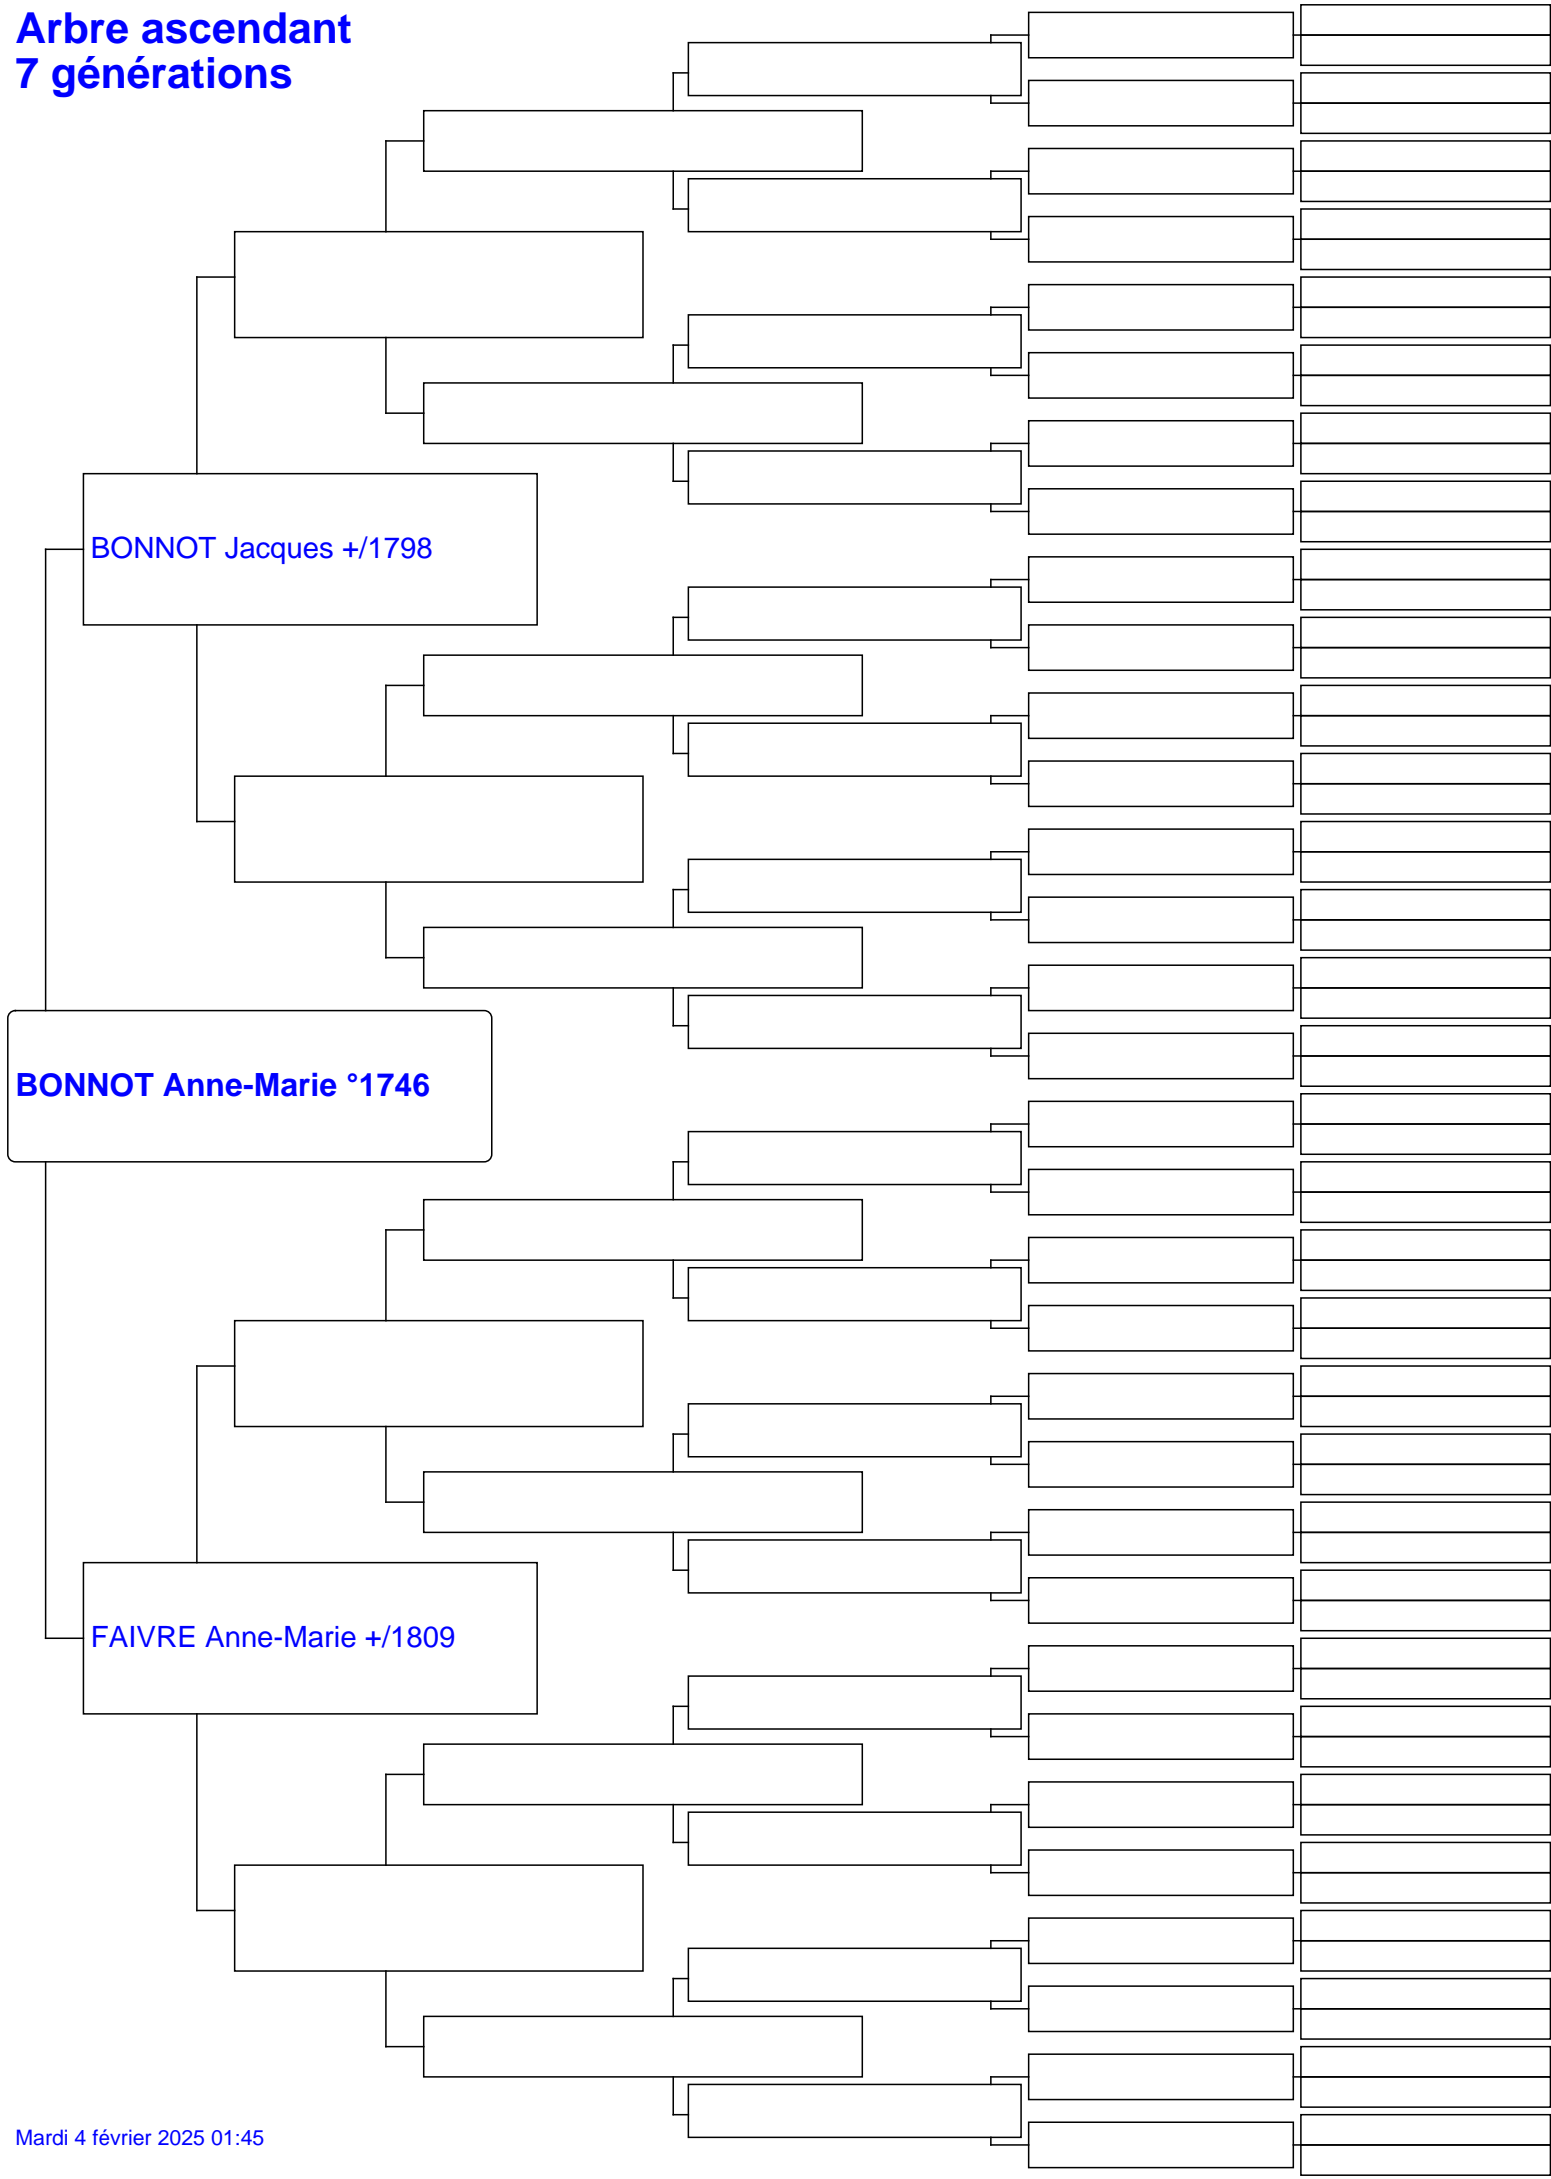 Arbre ascendant
7 générations
BONNOT Jacques +/1798
BONNOT Anne-Marie °1746
FAIVRE Anne-Marie +/1809
Mardi 4 février 2025 01:45